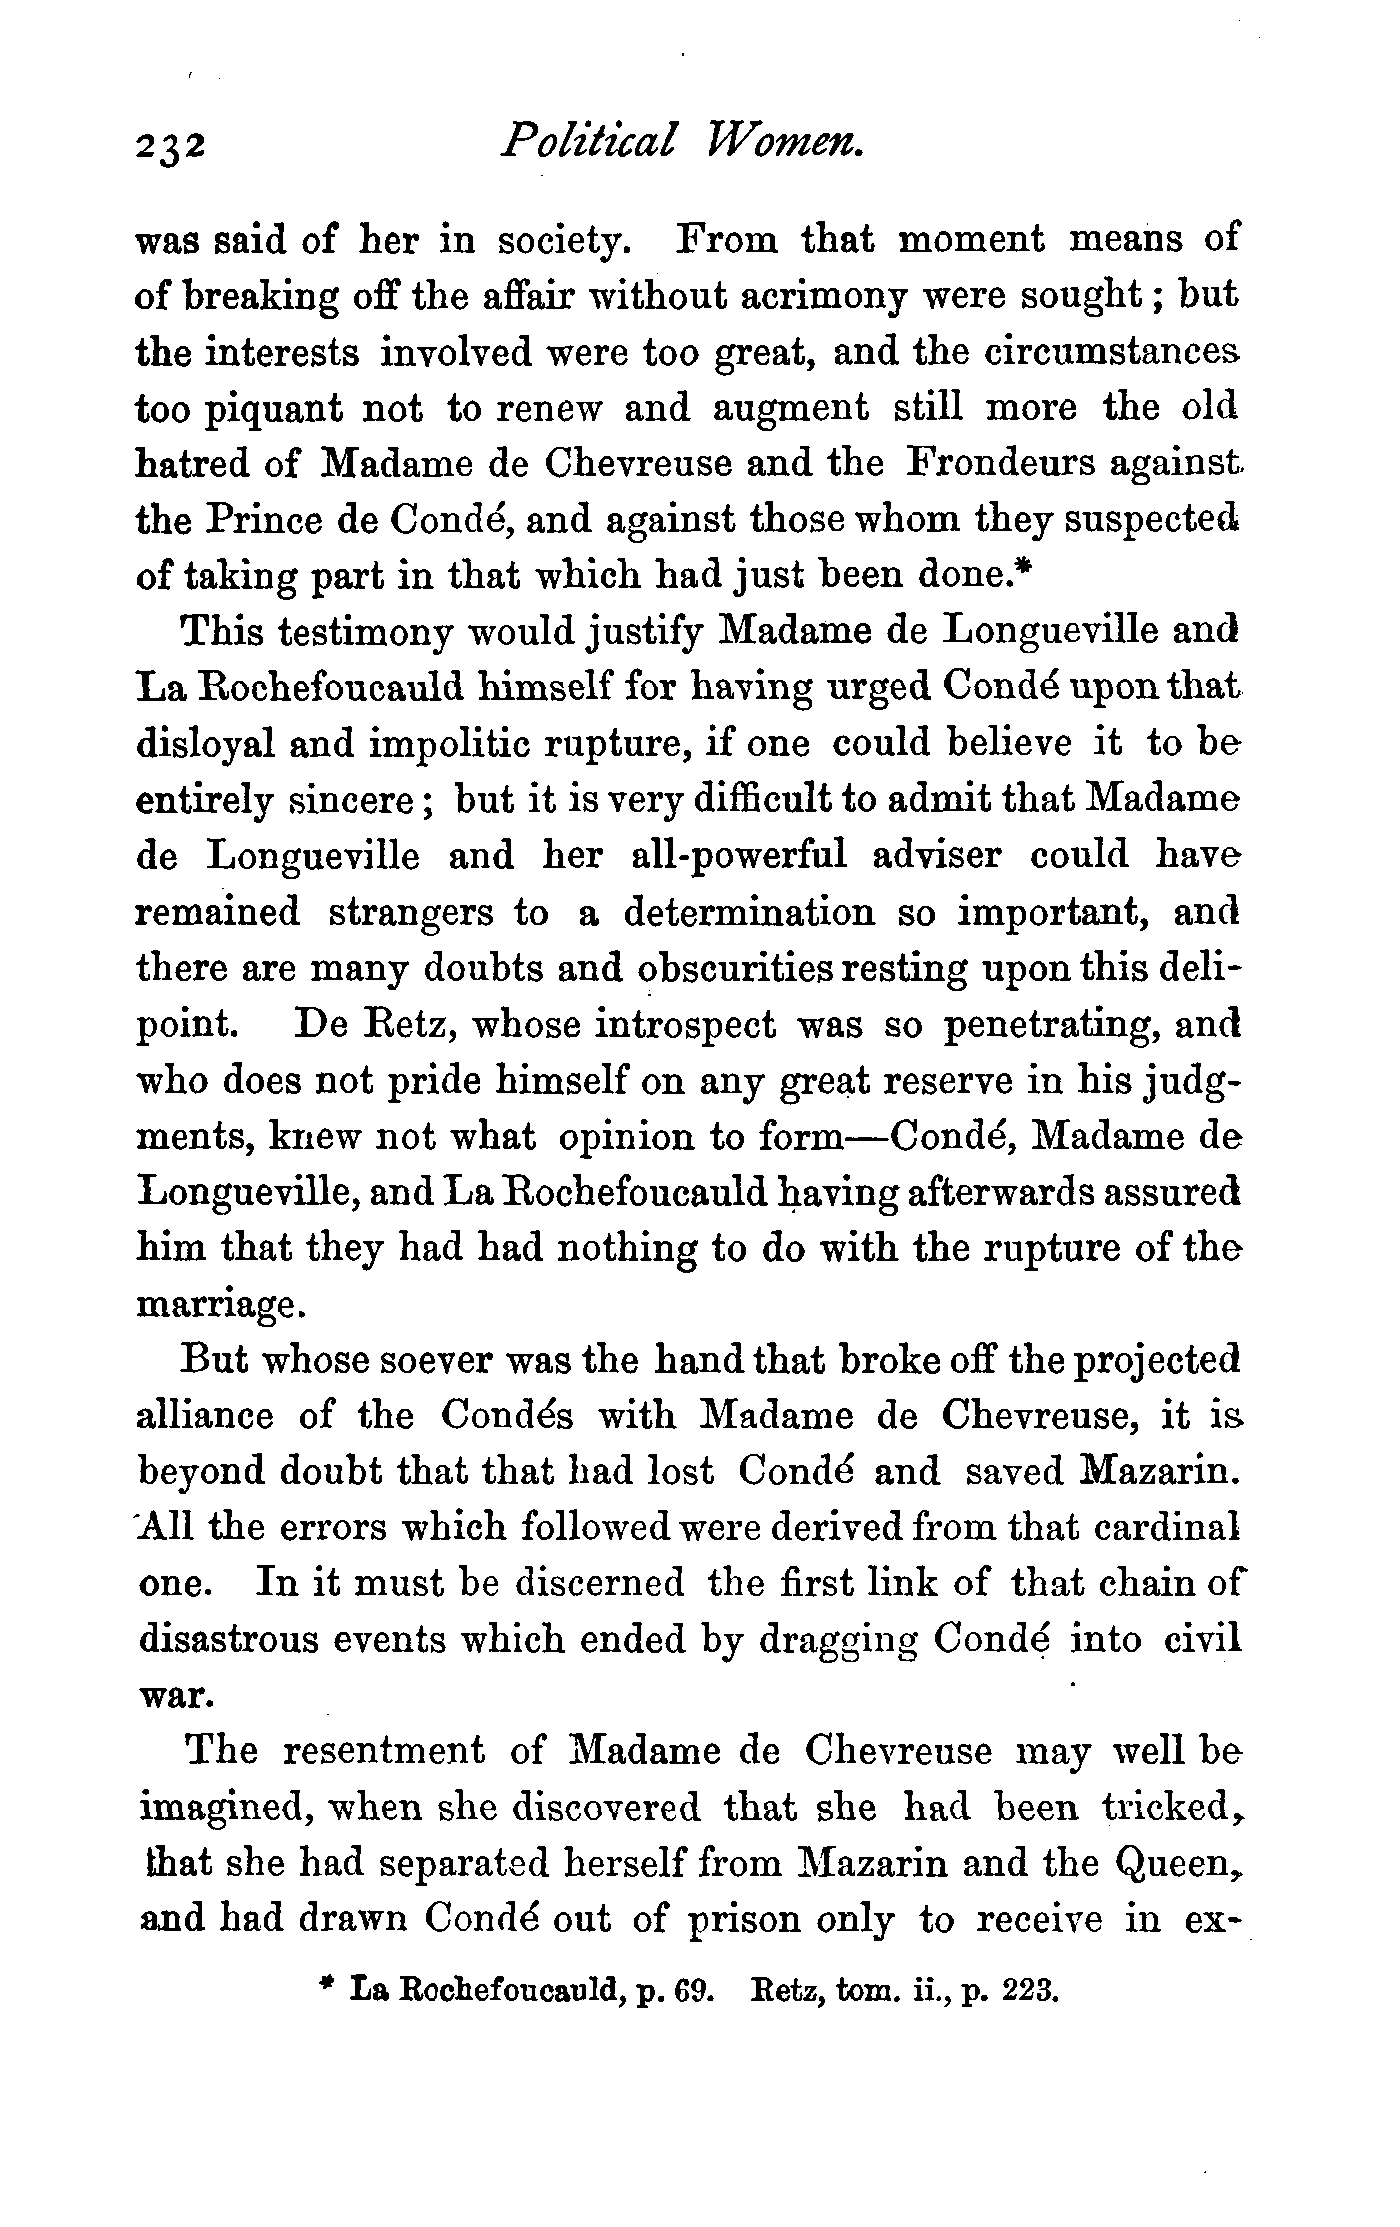 232 Political Women.
was said of her in society. From that moment means of
of breaking off the affair without acrimony were sought; but
the interests involved were too great, and the circumstances
too piquant not to renew and augment still more the old
hatred of Madame de Chevreuse and the Frondeurs against
the Prince de Condé, and against those whom they suspected
of taking part in that which had just been done.*
This testimony would justify Madame de Longueville and
La Rochefoucauld himself for having urged Condé upon that
disloyal and impolitic rupture, if one could believe it to be
entirely sincere; but it is very difficult to admit that Madame
de Longueville and her all-powerful adviser could have
remained strangers to a determination so important, and
there are many doubts and obscurities resting upon this deli-
point. De Retz, whose introspect was so penetrating, and
who does not pride himself on any great reserve in his judg-
ments, knew not what opinion to form—Condé, Madame de
Longueville, and La Rochefoucauld having afterwards assured
him that they had had nothing to do with the rupture of the
marriage.
But whose soever was the hand that broke off the projected
alliance of the Condés with Madame de Chevreuse, it is
beyond doubt that that had lost Condé and saved Mazarin.
All the errors which followed were derived from that cardinal
one. In it must be discerned the first link of that chain of
disastrous events which ended by dragging Condé into civil
war.
The resentment of Madame de Chevreuse may well be
imagined, when she discovered that she had been tricked,
that she had separated herself from Mazarin and the Queen,
and had drawn Condé out of prison only to receive in ex-
* La Rochefoucauld, p. 69. Retz, tom. ii., p. 223.